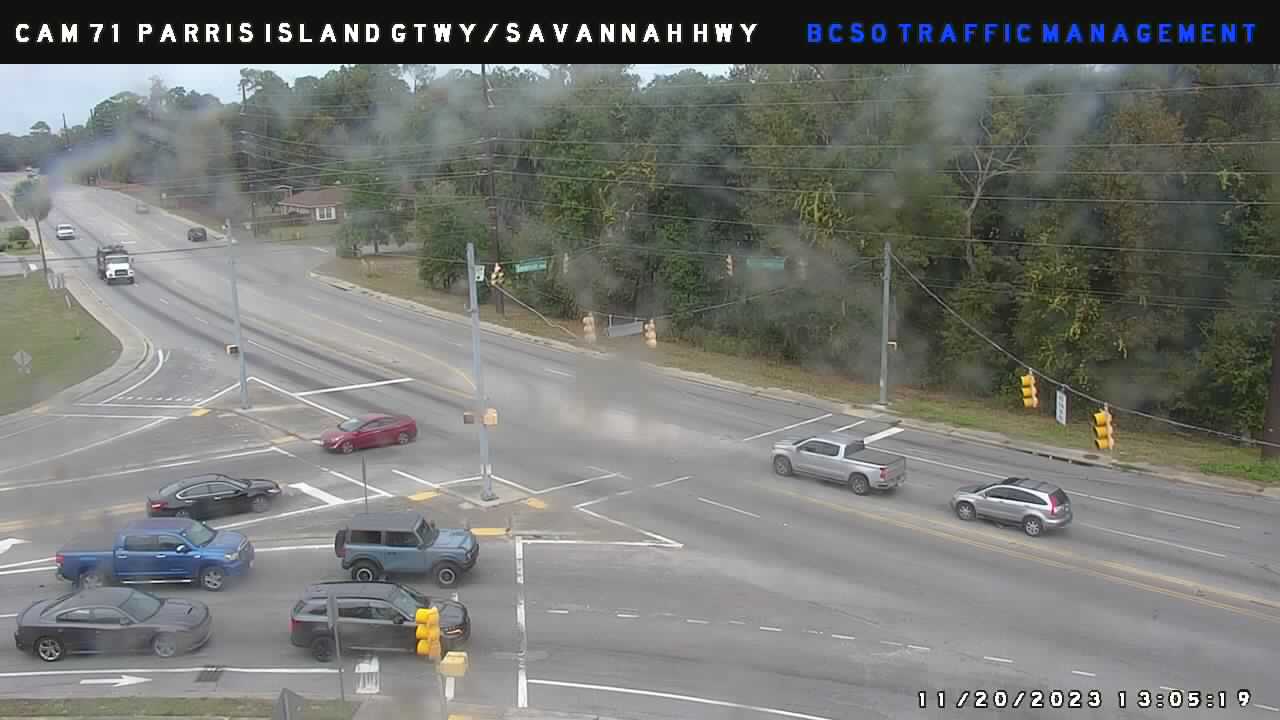 CAM 71 PARRIS ISLAND GTWY/SAVANNAH HWY BCSO TRAFFIC MANAGEMENT
11/20/2023 13:05:19